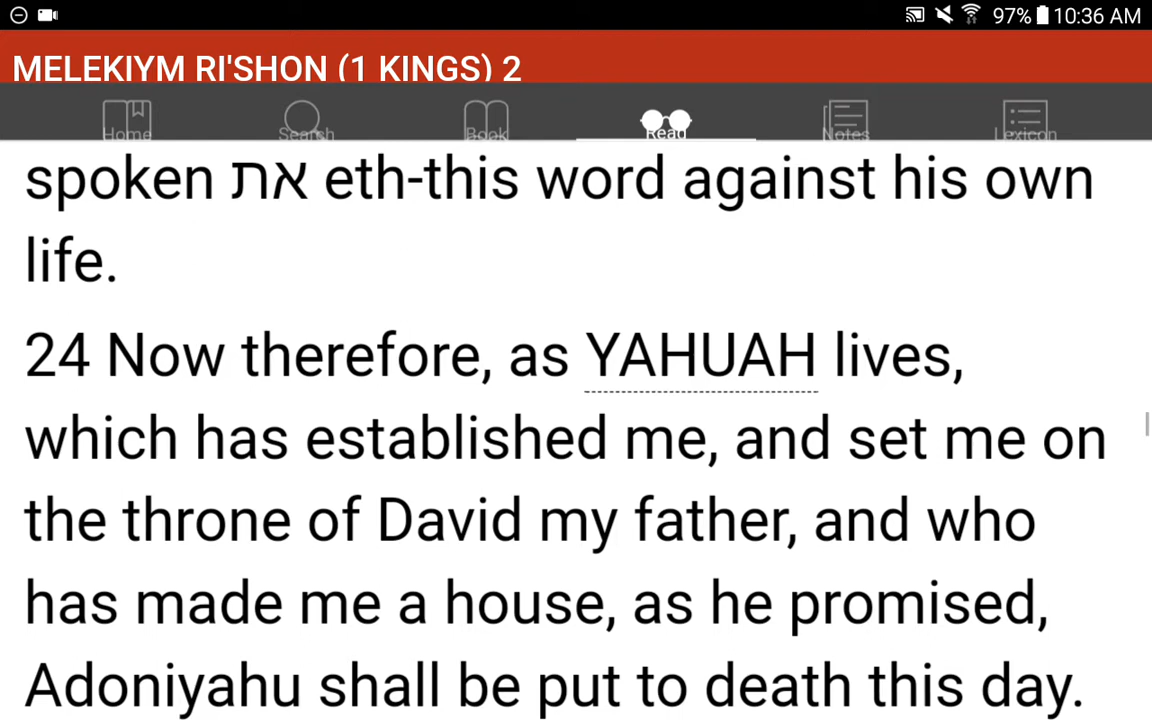 97% 10:36 AM
MELEKIYM RI'SHON (1 KINGS) 2
Home Search Book Read Notes Lexicon
spoken את eth-this word against his own
life.
24 Now therefore, as YAHUAH lives,
which has established me, and set me on
the throne of David my father, and who
has made me a house, as he promised,
Adoniyahu shall be put to death this day.